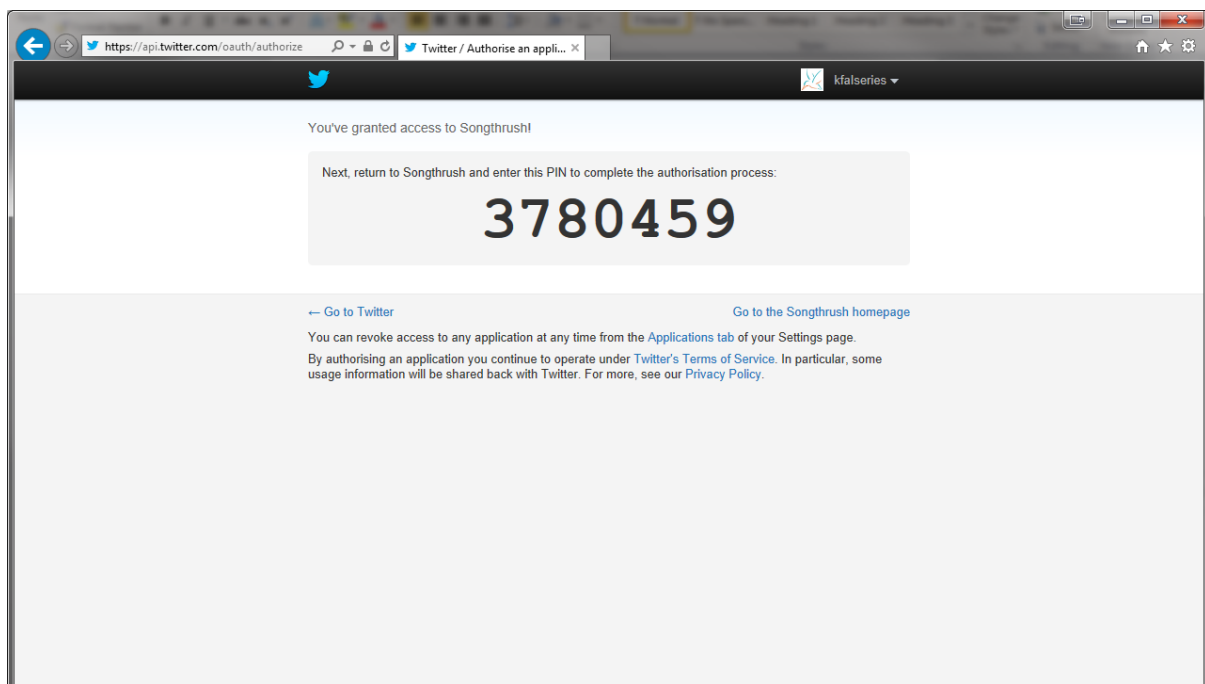 https://api.twitter.com/oauth/authorize
Twitter / Authorise an appli...
kfalseries
You've granted access to Songthrush!
Next, return to Songthrush and enter this PIN to complete the authorisation process:
3780459
← Go to Twitter
Go to the Songthrush homepage
You can revoke access to any application at any time from the Applications tab of your Settings page.
By authorising an application you continue to operate under Twitter's Terms of Service. In particular, some
usage information will be shared back with Twitter. For more, see our Privacy Policy.